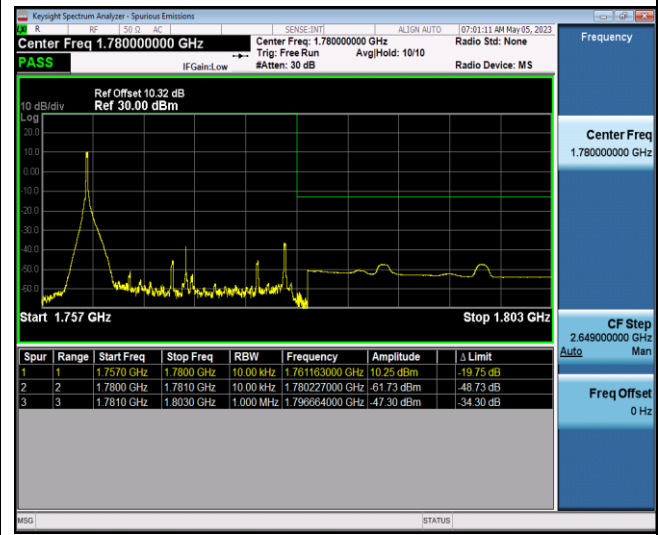 Keysight Spectrum Analyzer - Spurious Emissions
R RF 50 Ω AC SENSE:INT ALIGN AUTO 07:01:11 AM May 05, 2023
Center Freq 1.780000000 GHz Center Freq: 1.780000000 GHz Radio Std: None
Trig: Free Run Avg|Hold: 10/10
PASS IFGain:Low #Atten: 30 dB Radio Device: MS
Frequency
Ref Offset 10.32 dB
10 dB/div Ref 30.00 dBm
Log
20.0
10.0
0.00
-10.0
-20.0
-30.0
-40.0
-50.0
-60.0
Start 1.757 GHz Stop 1.803 GHz
Center Freq
1.780000000 GHz
CF Step
2.649000000 GHz
Auto Man
Freq Offset
0 Hz
Spur Range Start Freq Stop Freq RBW Frequency Amplitude Δ Limit
1 1 1.7570 GHz 1.7800 GHz 10.00 kHz 1.761163000 GHz 10.25 dBm -19.75 dB
2 2 1.7800 GHz 1.7810 GHz 10.00 kHz 1.780227000 GHz -61.73 dBm -48.73 dB
3 3 1.7810 GHz 1.8030 GHz 1.000 MHz 1.796664000 GHz -47.30 dBm -34.30 dB
MSG STATUS